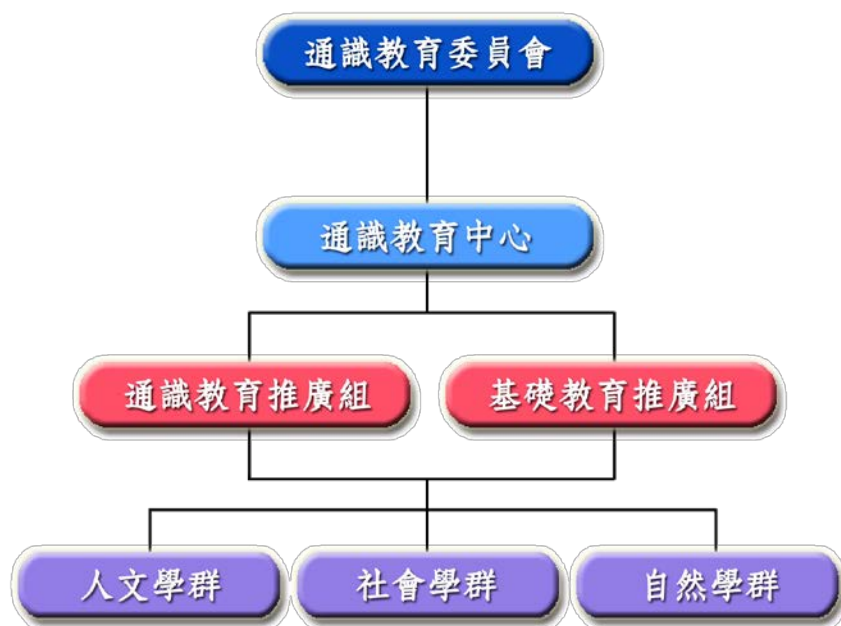 通識教育委員會
通識教育中心
通識教育推廣組
基礎教育推廣組
人文學群
社會學群
自然學群